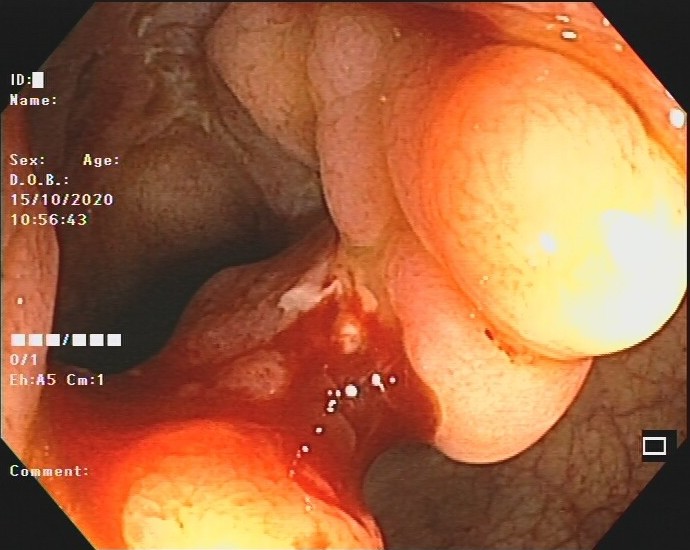 ID:
Name:
Sex: Age:
D.O.B.:
15/10/2020
10:56:43
■■■/■■■
0/1
Eh:A5 Cm:1
Comment: